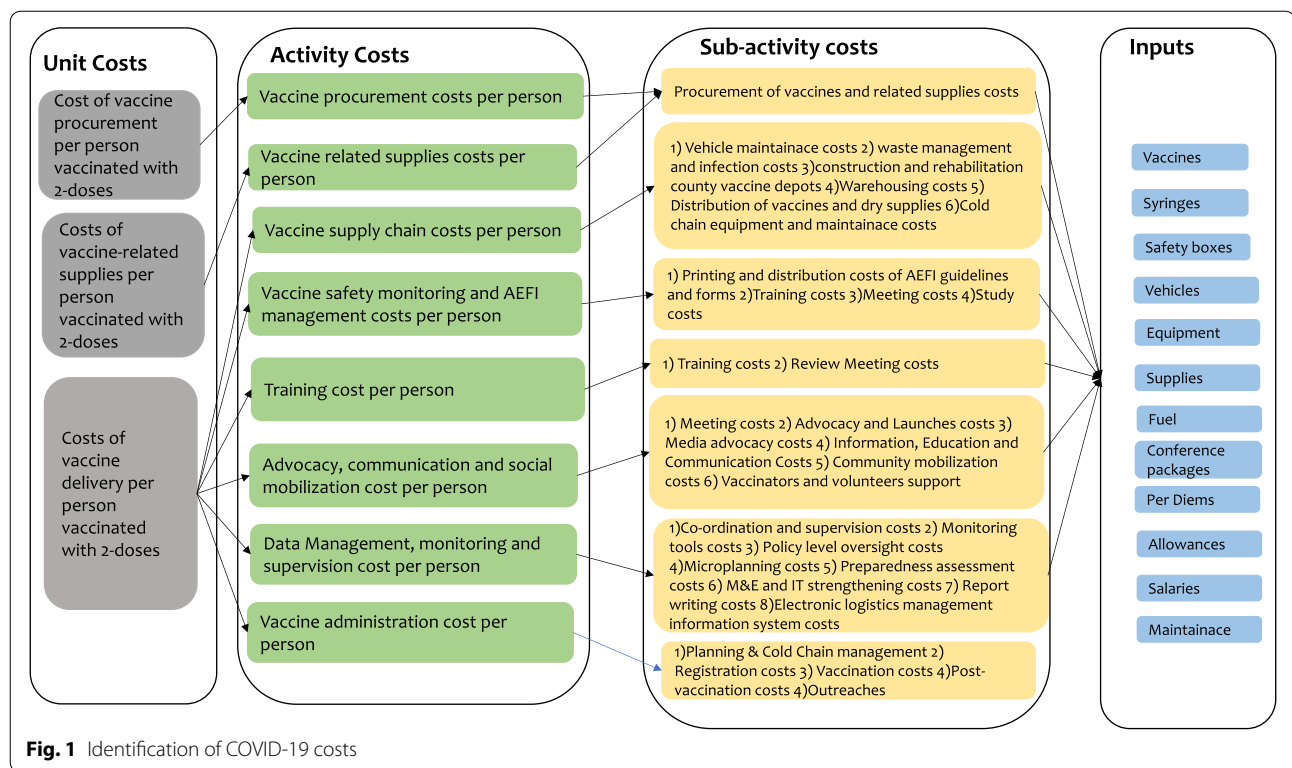 Unit Costs
Cost of vaccine
procurement
per person
vaccinated with
2-doses
Costs of
vaccine-related
supplies per
person
vaccinated with
2-doses
Costs of
vaccine
delivery per
person
vaccinated
with 2-doses
Activity Costs
Vaccine procurement costs per person
Vaccine related supplies costs per
person
Vaccine supply chain costs per person
Vaccine safety monitoring and AEFI
management costs per person
Training cost per person
Advocacy, communication and social
mobilization cost per person
Data Management, monitoring and
supervision cost per person
Vaccine administration cost per
person
Sub-activity costs
Procurement of vaccines and related supplies costs
1) Vehicle maintainace costs 2) waste management
and infection costs 3)construction and rehabilitation
county vaccine depots 4)Warehousing costs 5)
Distribution of vaccines and dry supplies 6)Cold
chain equipment and maintainace costs
1) Printing and distribution costs of AEFI guidelines
and forms 2)Training costs 3)Meeting costs 4)Study
costs
1) Training costs 2) Review Meeting costs
1) Meeting costs 2) Advocacy and Launches costs 3)
Media advocacy costs 4) Information, Education and
Communication Costs 5) Community mobilization
costs 6) Vaccinators and volunteers support
1)Co-ordination and supervision costs 2) Monitoring
tools costs 3) Policy level oversight costs
4)Microplanning costs 5) Preparedness assessment
costs 6) M&E and IT strengthening costs 7) Report
writing costs 8)Electronic logistics management
information system costs
1)Planning & Cold Chain management 2)
Registration costs 3) Vaccination costs 4)Post-
vaccination costs 4)Outreaches
Inputs
Vaccines
Syringes
Safety boxes
Vehicles
Equipment
Supplies
Fuel
Conference
packages
Per Diems
Allowances
Salaries
Maintainace
Fig. 1 Identification of COVID-19 costs